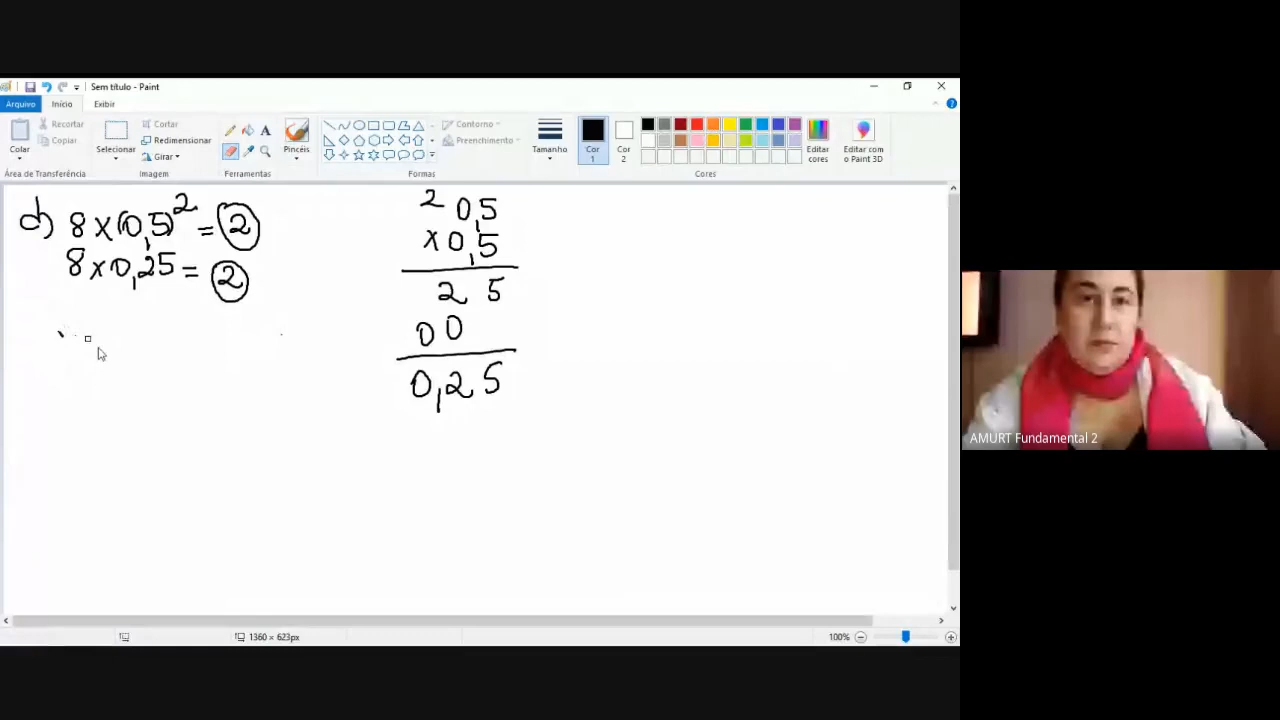 Sem título - Paint
Arquivo Início Exibir
Colar
Recortar
Copiar
Área de Transferência
Selecionar
Cortar
Redimensionar
Girar
Imagem
A
Ferramentas
Pincéis
Contorno
Preenchimento
Formas
Tamanho
Cor 1
Cor 2
Editar cores
Editar com o Paint 3D
Cores
d) 8 x (0,5)² = 2
8 x 0,25 = 2
2 0,5
x 0,5
2 5
0 0
0,25
1360 × 623px
100%
AMURT Fundamental 2